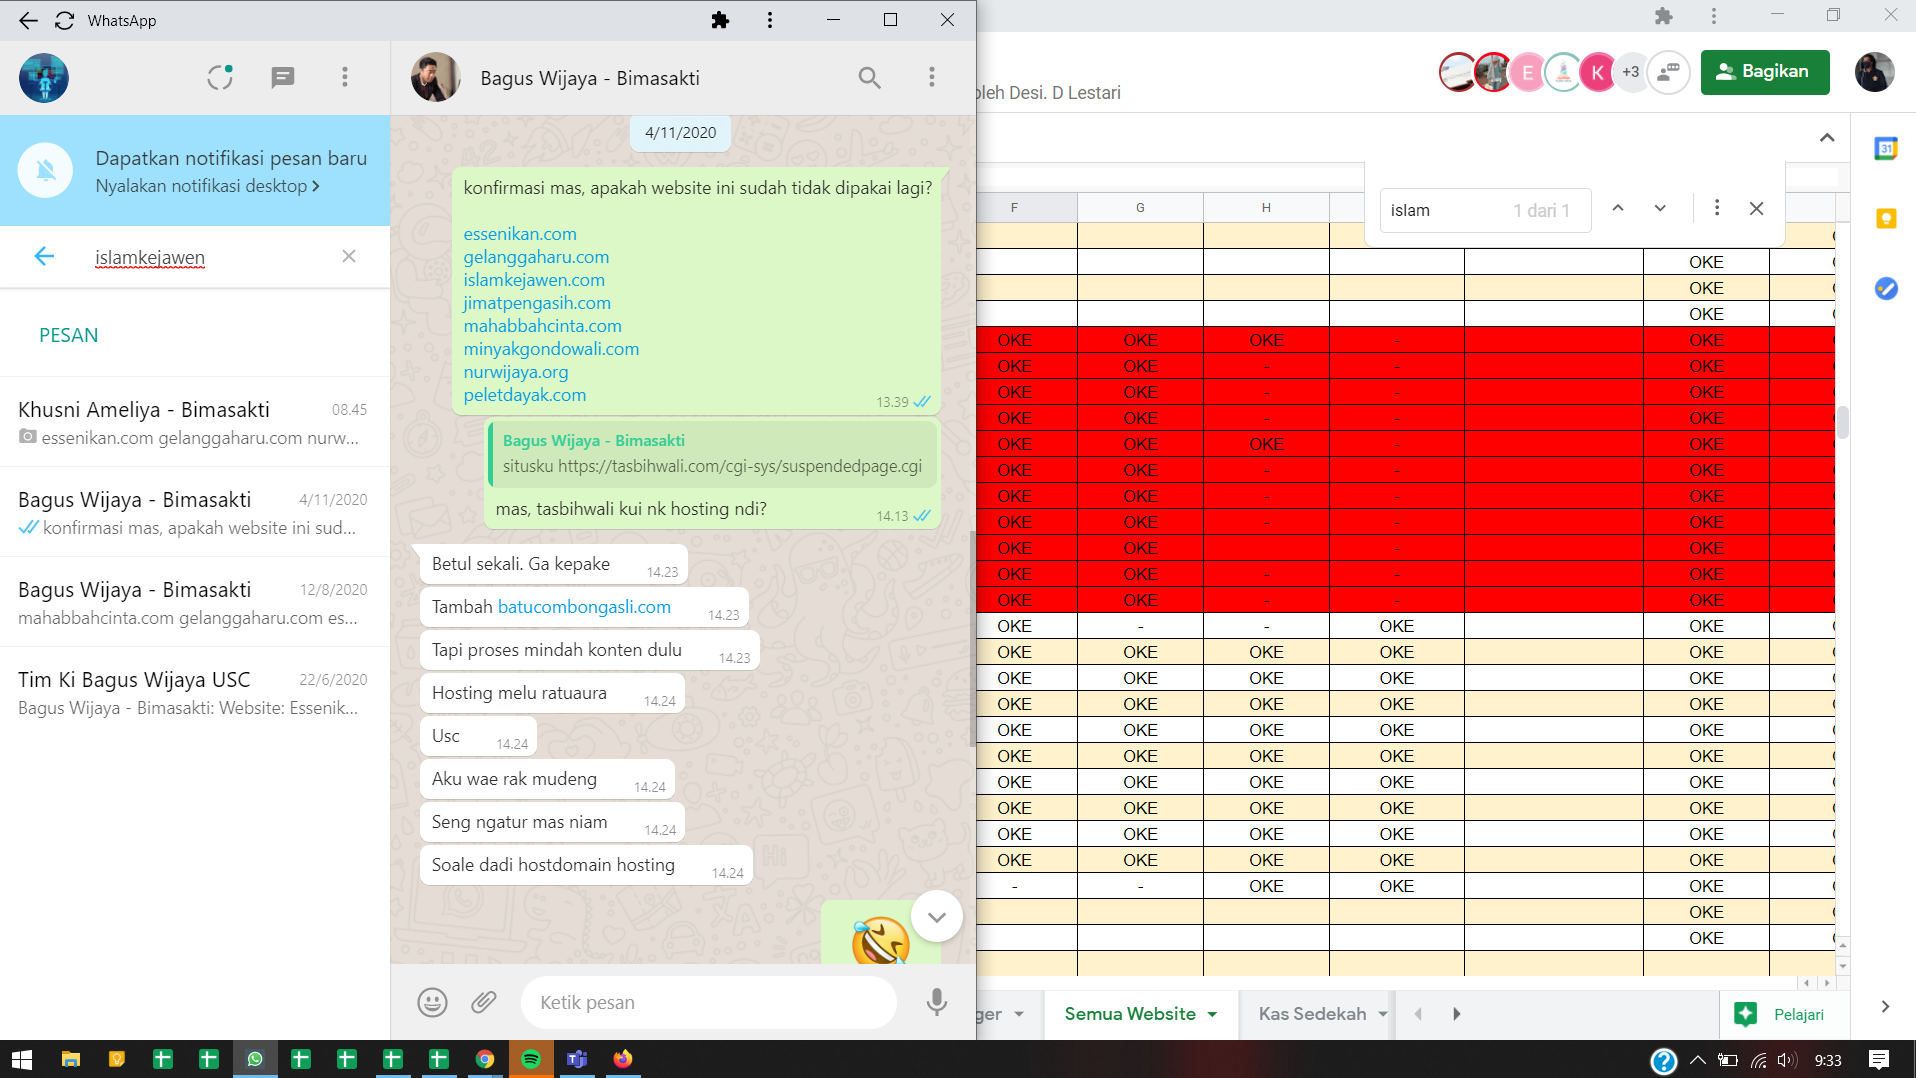 WhatsApp
Dapatkan notifikasi pesan baru
Nyalakan notifikasi desktop
islamkejawen
PESAN
Khusni Ameliya - Bimasakti 08.45
essenikan.com gelanggaharu.com nurw...
Bagus Wijaya - Bimasakti 4/11/2020
konfirmasi mas, apakah website ini sud...
Bagus Wijaya - Bimasakti 12/8/2020
mahabbahcinta.com gelanggaharu.com es...
Tim Ki Bagus Wijaya USC 22/6/2020
Bagus Wijaya - Bimasakti: Website: Essenik...
Bagus Wijaya - Bimasakti
4/11/2020
konfirmasi mas, apakah website ini sudah tidak dipakai lagi?
essenikan.com
gelanggaharu.com
islamkejawen.com
jimatpengasih.com
mahabbahcinta.com
minyakgondowali.com
nurwijaya.org
peletdayak.com
13.39
Bagus Wijaya - Bimasakti
situsku https://tasbihwali.com/cgi-sys/suspendedpage.cgi
mas, tasbihwali kui nk hosting ndi?
14.13
Betul sekali. Ga kepake 14.23
Tambah batucombongasli.com 14.23
Tapi proses mindah konten dulu 14.23
Hosting melu ratuaura 14.24
Usc 14.24
Aku wae rak mudeng 14.24
Seng ngatur mas niam 14.24
Soale dadi hostdomain hosting 14.24
Ketik pesan
oleh Desi. D Lestari
E K +3 Bagikan
31
islam 1 dari 1
F G H
OKE
OKE
OKE
OKE OKE OKE - OKE
OKE OKE - - OKE
OKE OKE - - OKE
OKE OKE - - OKE
OKE OKE OKE - OKE
OKE OKE - - OKE
OKE OKE - - OKE
OKE OKE - - OKE
OKE OKE - OKE
OKE OKE - - OKE
OKE OKE - - OKE
OKE - - OKE OKE
OKE OKE OKE OKE OKE
OKE OKE OKE OKE OKE
OKE OKE OKE OKE OKE
OKE OKE OKE OKE OKE
OKE OKE OKE OKE OKE
OKE OKE OKE OKE OKE
OKE OKE OKE OKE OKE
OKE OKE OKE OKE OKE
OKE OKE OKE OKE OKE
- - OKE OKE OKE
OKE
OKE
ger Semua Website Kas Sedekah Pelajari
9:33